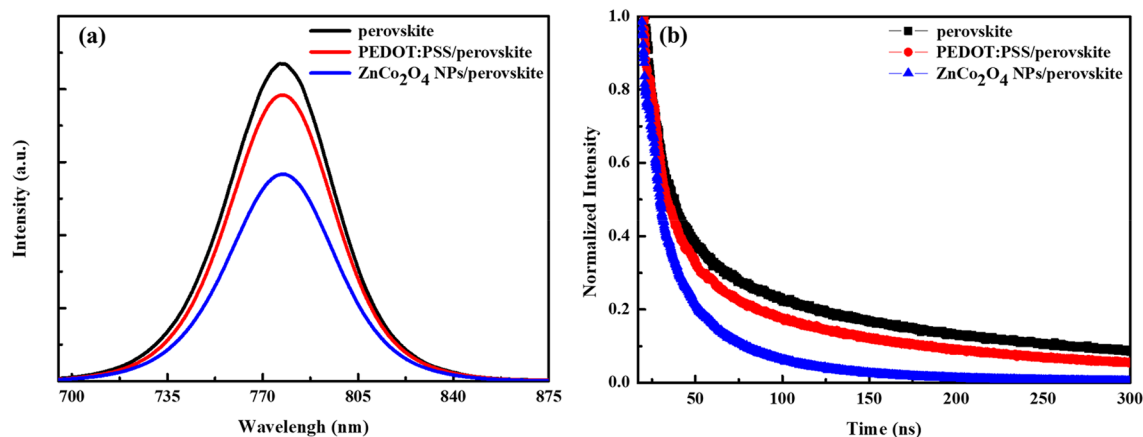 (a)
perovskite
PEDOT:PSS/perovskite
ZnCo₂O₄ NPs/perovskite
Intensity (a.u.)
700 735 770 805 840 875
Wavelengh (nm)
(b)
perovskite
PEDOT:PSS/perovskite
ZnCo₂O₄ NPs/perovskite
Normalized Intensity
1.0
0.8
0.6
0.4
0.2
0.0
50 100 150 200 250 300
Time (ns)